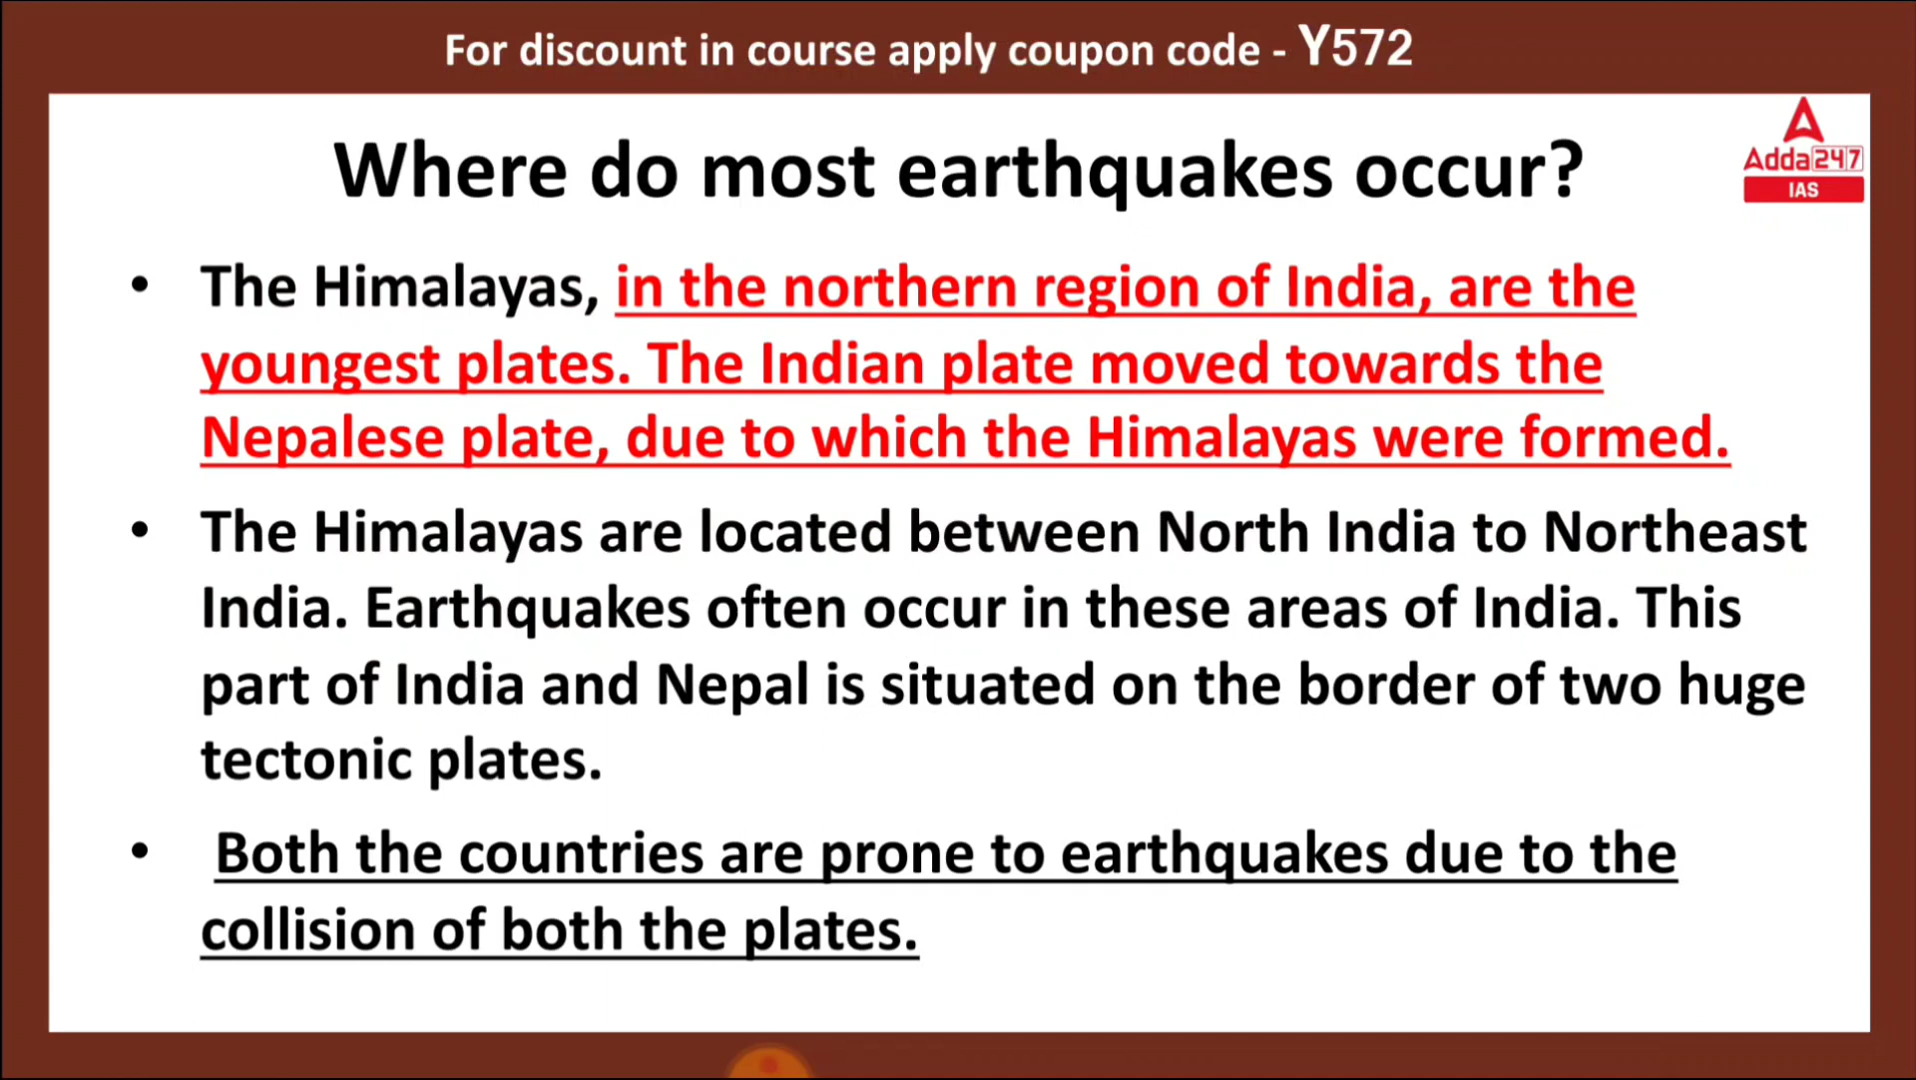 For discount in course apply coupon code - Y572
Adda247
IAS
Where do most earthquakes occur?
• The Himalayas, in the northern region of India, are the
youngest plates. The Indian plate moved towards the
Nepalese plate, due to which the Himalayas were formed.
• The Himalayas are located between North India to Northeast
India. Earthquakes often occur in these areas of India. This
part of India and Nepal is situated on the border of two huge
tectonic plates.
• Both the countries are prone to earthquakes due to the
collision of both the plates.